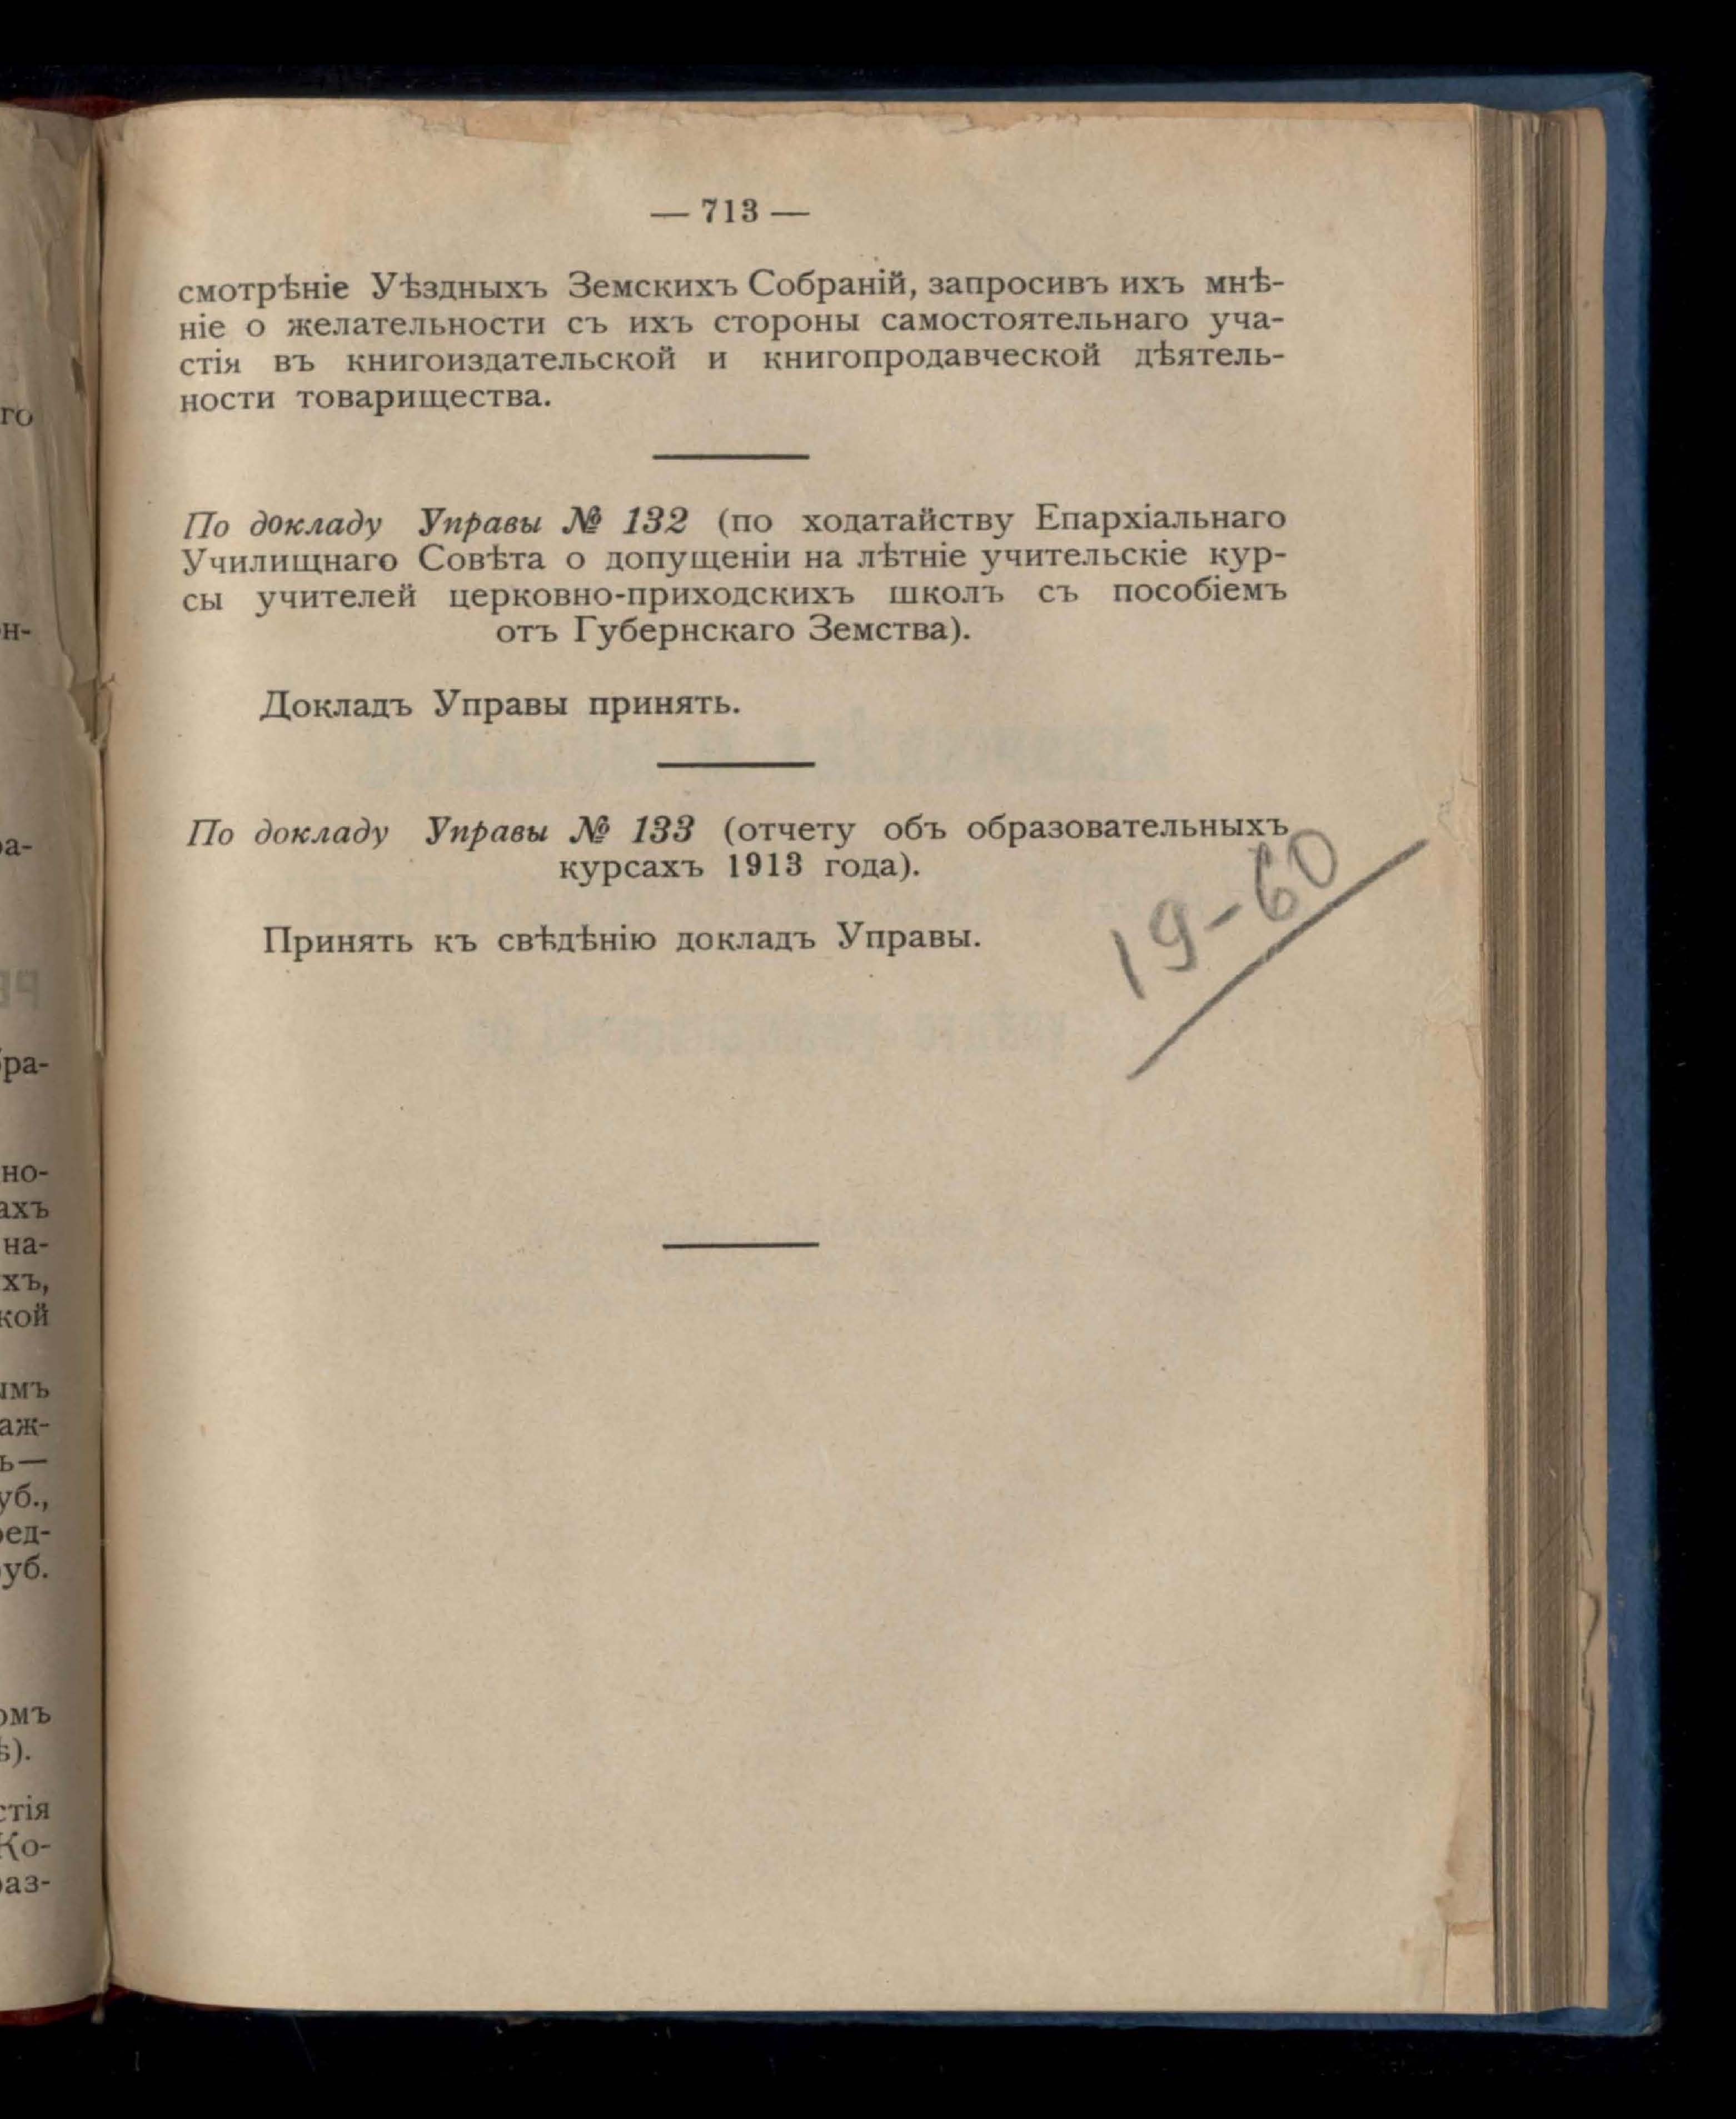 — 713 —
смотрѣніе Уѣздныхъ Земскихъ Собраній, запросивъ ихъ мнѣ-
ніе о желательности съ ихъ стороны самостоятельнаго уча-
стія въ книгоиздательской и книгопродавческой дѣятель-
ности товарищества.
По докладу Управы № 132 (по ходатайству Епархіальнаго
Училищнаго Совѣта о допущеніи на лѣтніе учительскіе кур-
сы учителей церковно-приходскихъ школъ съ пособіемъ
отъ Губернскаго Земства).
Докладъ Управы принять.
По докладу Управы № 133 (отчету объ образовательныхъ
курсахъ 1913 года).
Принять къ свѣдѣнію докладъ Управы.
19-60